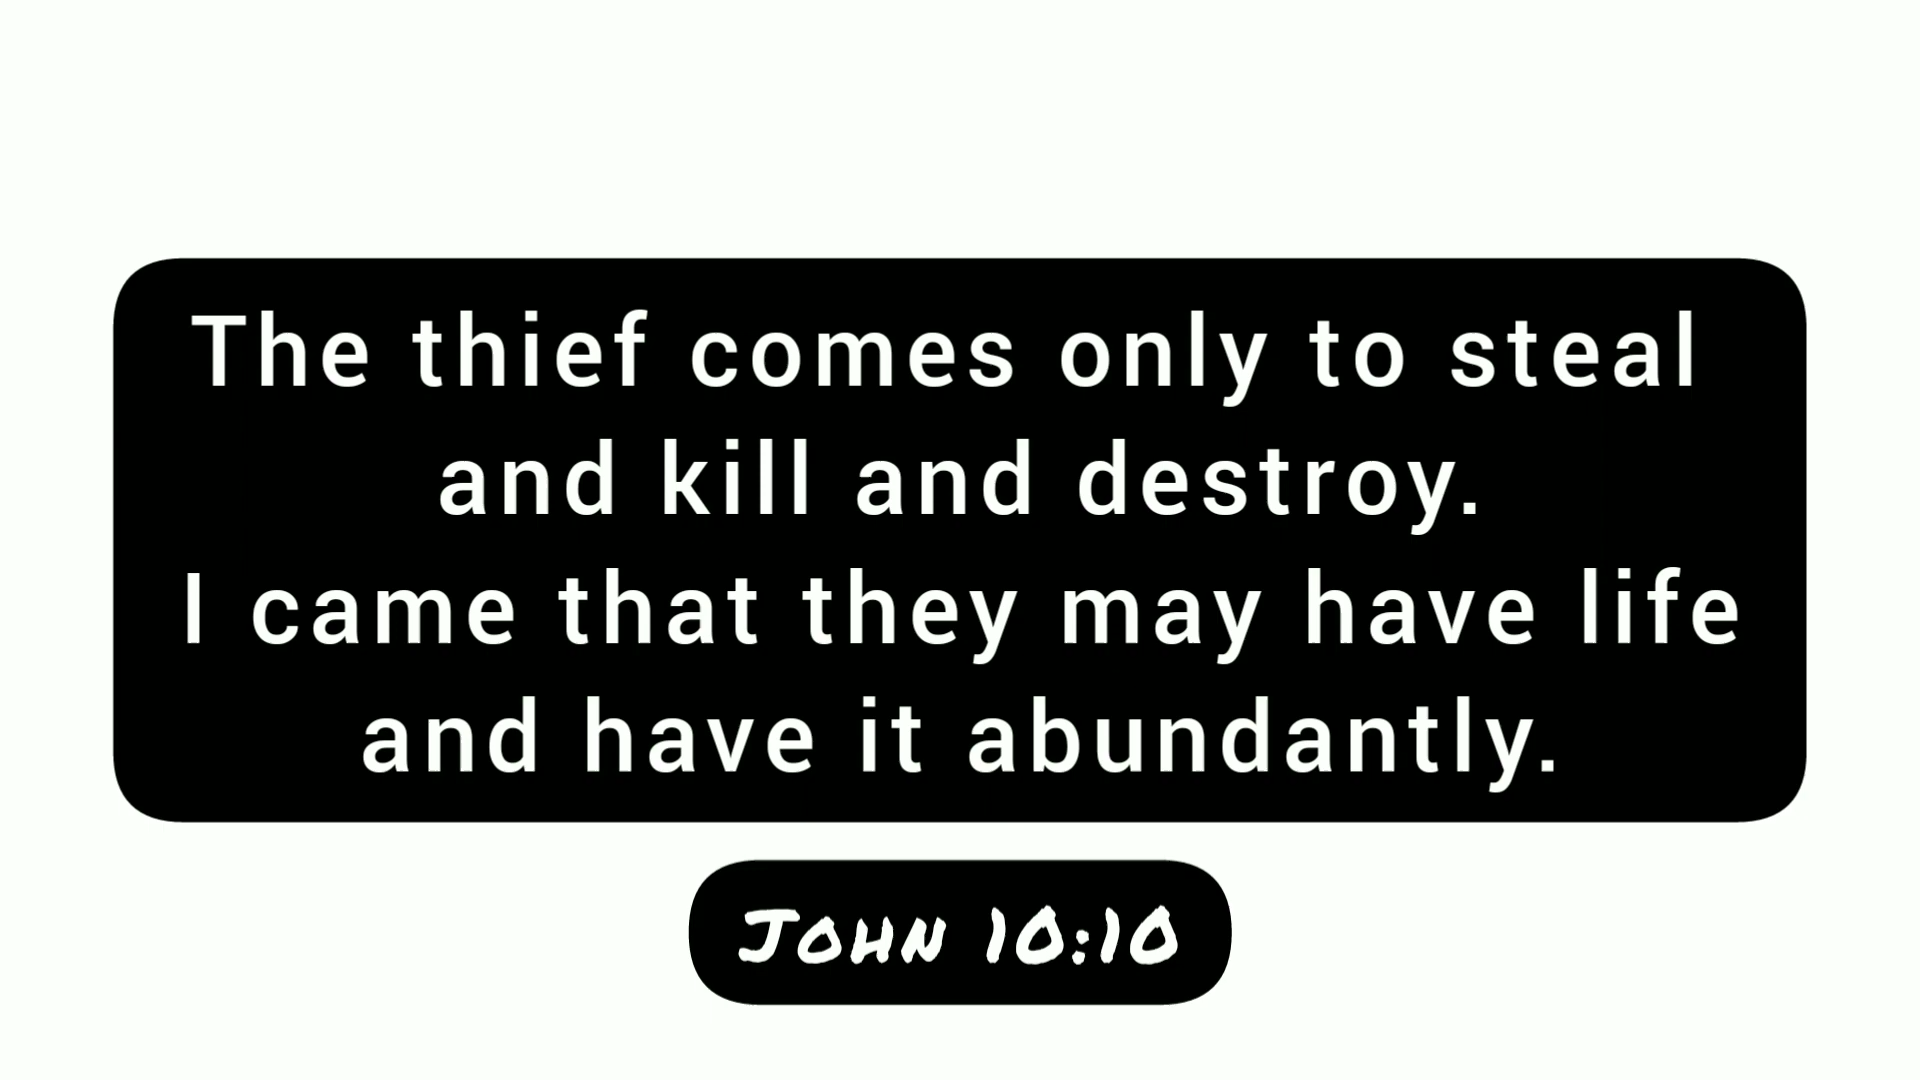 The thief comes only to steal
and kill and destroy.
I came that they may have life
and have it abundantly.
John 10:10